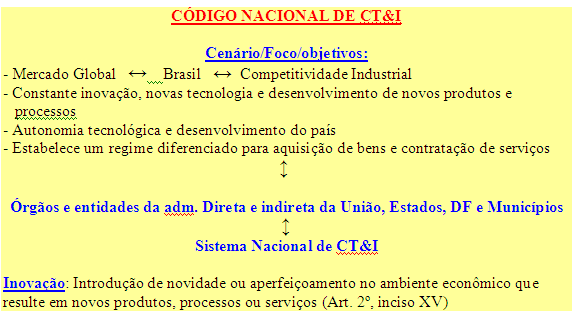 CÓDIGO NACIONAL DE CT&I
Cenário/Foco/objetivos:
- Mercado Global ↔ Brasil ↔ Competitividade Industrial
- Constante inovação, novas tecnologia e desenvolvimento de novos produtos e
processos
- Autonomia tecnológica e desenvolvimento do país
- Estabelece um regime diferenciado para aquisição de bens e contratação de serviços
↕
Órgãos e entidades da adm. Direta e indireta da União, Estados, DF e Municípios
↕
Sistema Nacional de CT&I
Inovação: Introdução de novidade ou aperfeiçoamento no ambiente econômico que
resulte em novos produtos, processos ou serviços (Art. 2º, inciso XV)